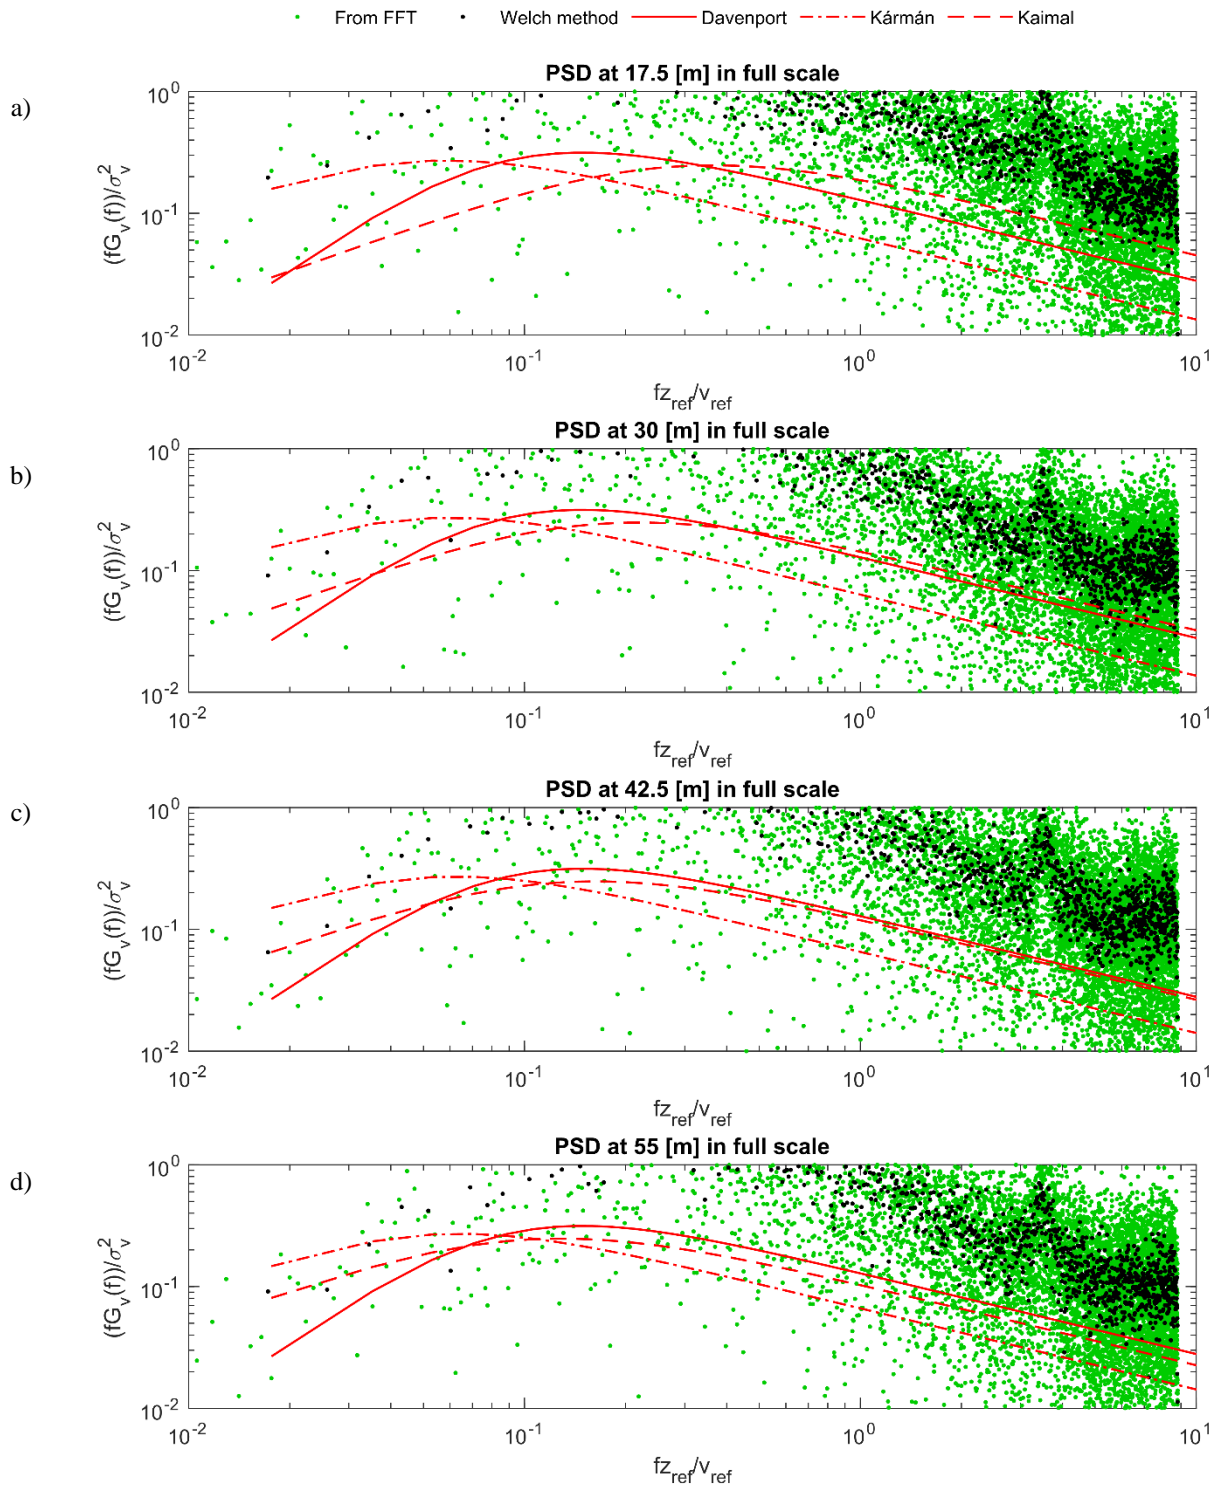 From FFT Welch method Davenport Kármán Kaimal
a)
PSD at 17.5 [m] in full scale
(fG_v(f))/σ_v^2
10^0
10^-1
10^-2
10^-2 10^-1 10^0 10^1
fz_ref/v_ref
b)
PSD at 30 [m] in full scale
(fG_v(f))/σ_v^2
10^0
10^-1
10^-2
10^-2 10^-1 10^0 10^1
fz_ref/v_ref
c)
PSD at 42.5 [m] in full scale
(fG_v(f))/σ_v^2
10^0
10^-1
10^-2
10^-2 10^-1 10^0 10^1
fz_ref/v_ref
d)
PSD at 55 [m] in full scale
(fG_v(f))/σ_v^2
10^0
10^-1
10^-2
10^-2 10^-1 10^0 10^1
fz_ref/v_ref